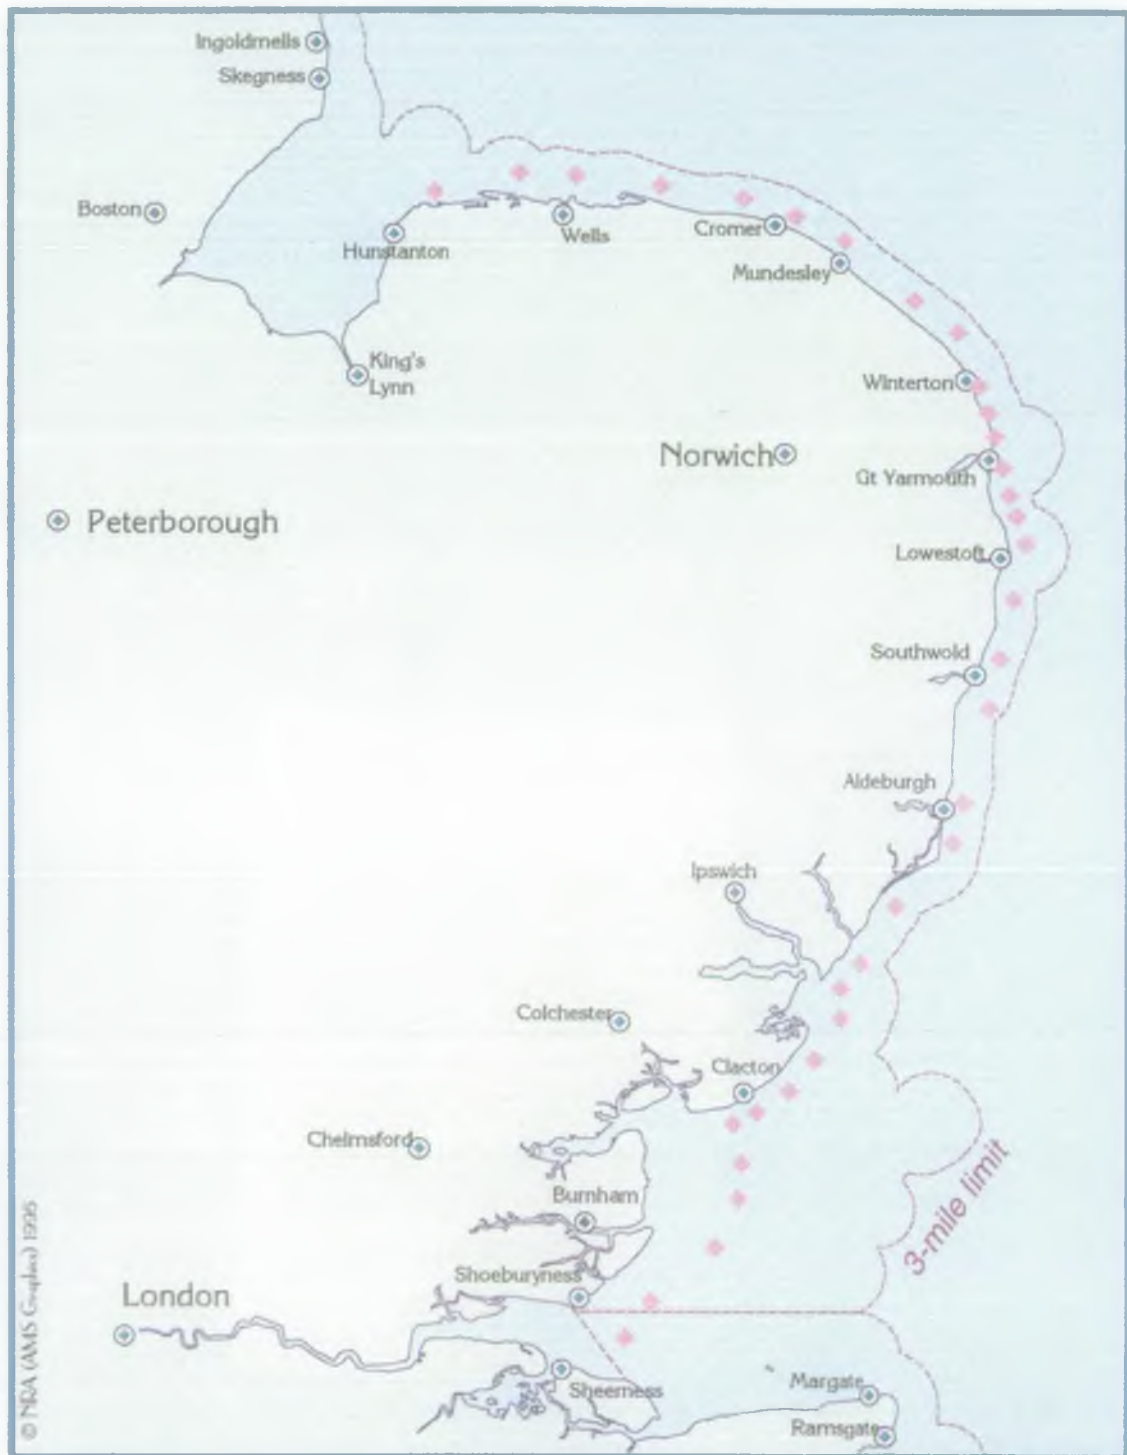 Ingoldmells
Skegness
Boston
Hunstanton
Wells
Cromer
Mundesley
King's
Lynn
Winterton
Norwich
Gt Yarmouth
Peterborough
Lowestoft
Southwold
Aldeburgh
Ipswich
Colchester
Clacton
Chelmsford
Burnham
3-mile limit
Shoeburyness
London
Sheerness
Margate
Ramsgate
© NRA (AMS Graphics) 1995